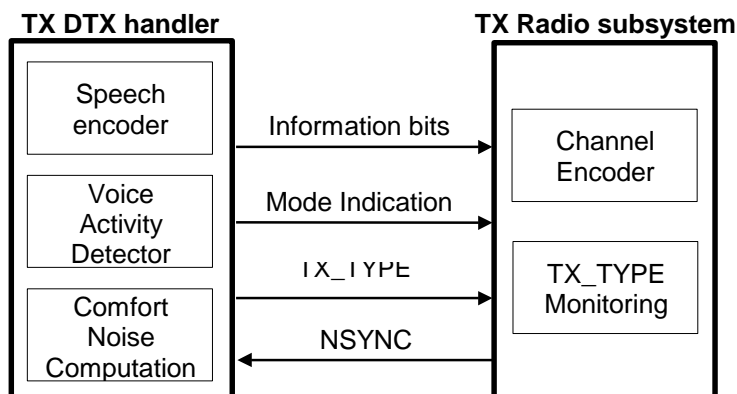 TX DTX handler
TX Radio subsystem
Speech
encoder
Information bits
Channel
Encoder
Voice
Activity
Detector
Mode Indication
TX_TYPE
TX_TYPE
Monitoring
Comfort
Noise
Computation
NSYNC